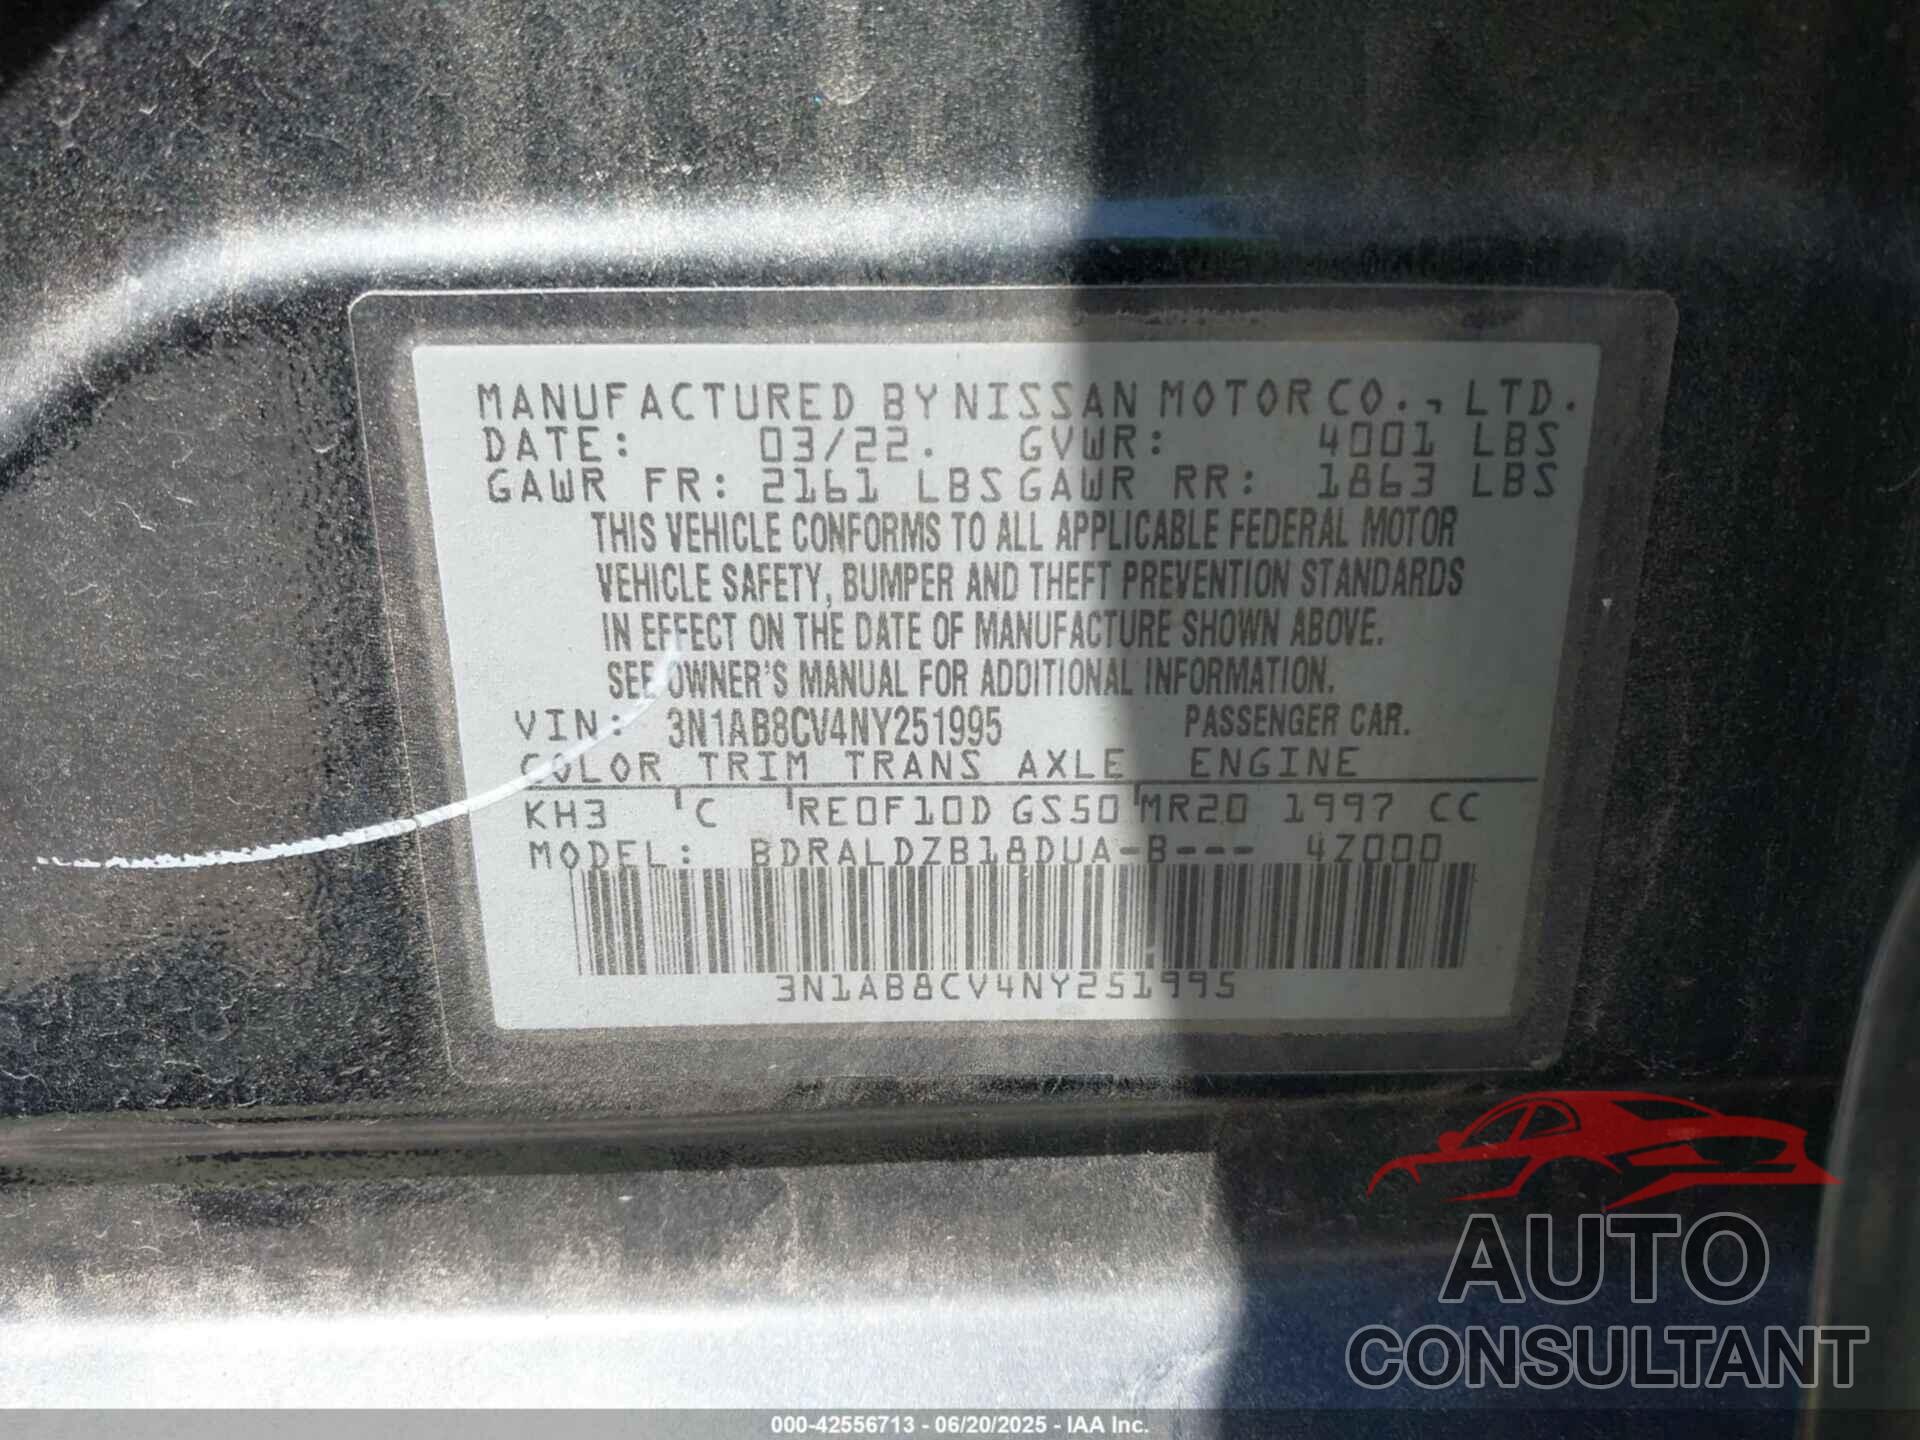 MANUFACTURED BY NISSAN MOTOR CO., LTD.
DATE: 03/22. GVWR: 4001 LBS
GAWR FR: 2161 LBS GAWR RR: 1863 LBS
THIS VEHICLE CONFORMS TO ALL APPLICABLE FEDERAL MOTOR
VEHICLE SAFETY, BUMPER AND THEFT PREVENTION STANDARDS
IN EFFECT ON THE DATE OF MANUFACTURE SHOWN ABOVE.
SEE OWNER'S MANUAL FOR ADDITIONAL INFORMATION.
VIN: 3N1AB8CV4NY251995 PASSENGER CAR.
COLOR TRIM TRANS AXLE ENGINE
KH3 C RE0F10D GS50 MR20 1997 CC
MODEL: BDRALDZB18DUA-B--- 4Z000
3N1AB8CV4NY251995
AUTO
CONSULTANT
000-42556713 - 06/20/2025 - IAA Inc.